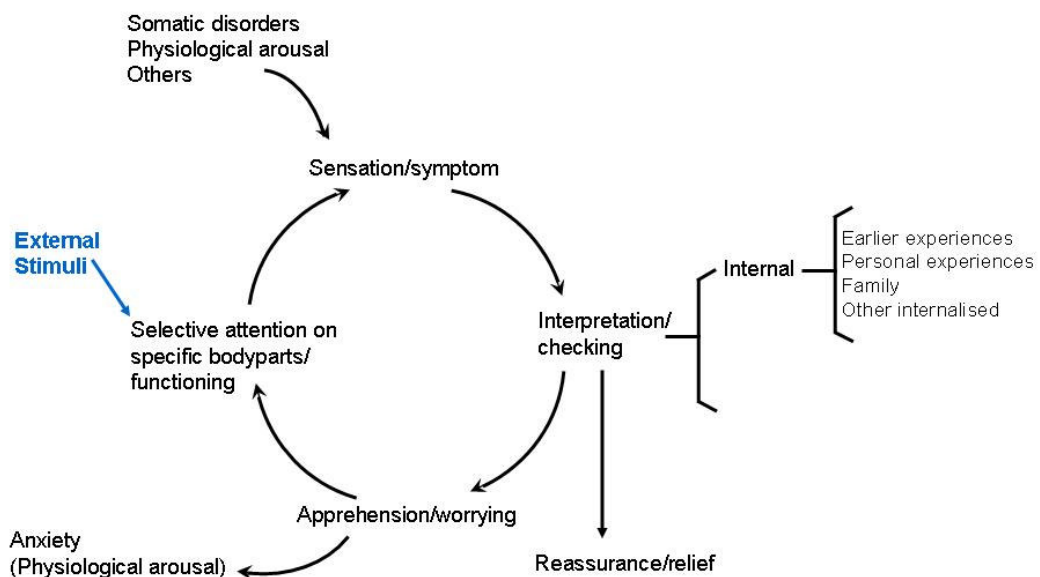 Somatic disorders
Physiological arousal
Others
Sensation/symptom
External
Stimuli
Selective attention on
specific bodyparts/
functioning
Interpretation/
checking
Internal
Earlier experiences
Personal experiences
Family
Other internalised
Apprehension/worrying
Anxiety
(Physiological arousal)
Reassurance/relief